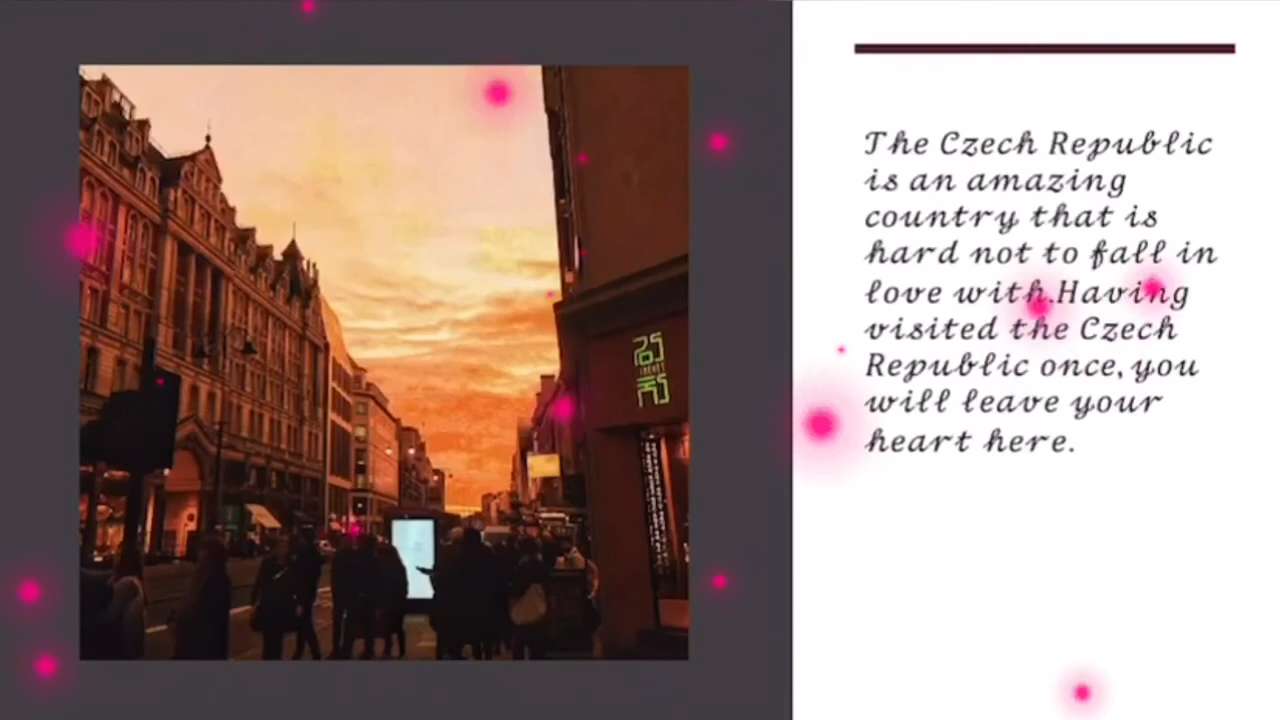 The Czech Republic
is an amazing
country that is
hard not to fall in
love with.Having
visited the Czech
Republic once, you
will leave your
heart here.